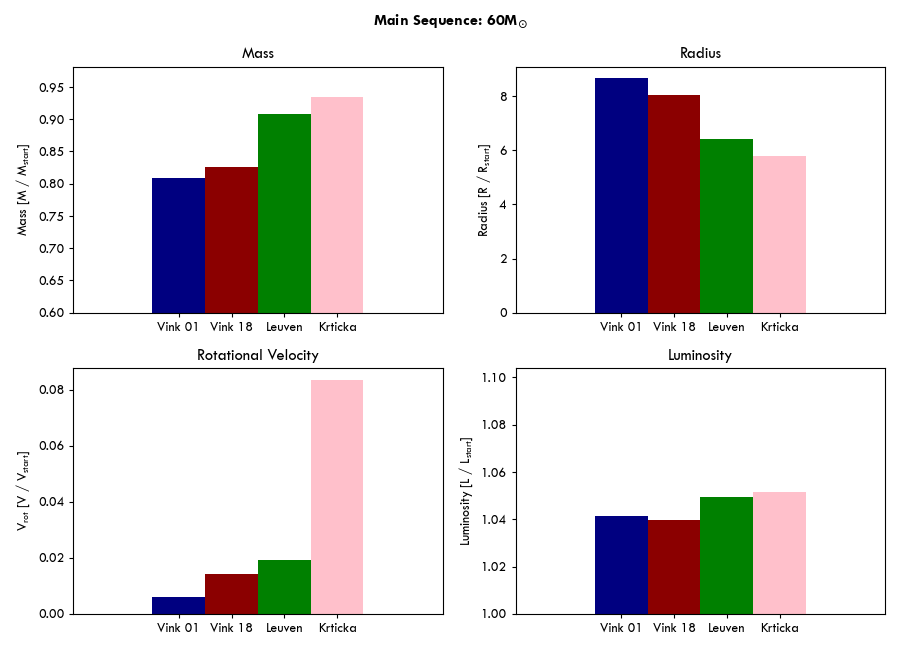 Main Sequence: 60M⊙
Mass
Mass [M / Mstart]
0.95
0.90
0.85
0.80
0.75
0.70
0.65
0.60
Vink 01 Vink 18 Leuven Krticka
Radius
Radius [R / Rstart]
8
6
4
2
0
Vink 01 Vink 18 Leuven Krticka
Rotational Velocity
Vrot [V / Vstart]
0.08
0.06
0.04
0.02
0.00
Vink 01 Vink 18 Leuven Krticka
Luminosity
Luminosity [L / Lstart]
1.10
1.08
1.06
1.04
1.02
1.00
Vink 01 Vink 18 Leuven Krticka